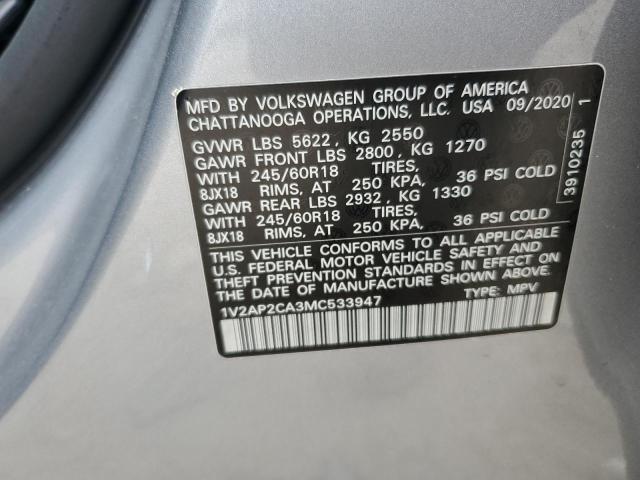 MFD BY VOLKSWAGEN GROUP OF AMERICA
CHATTANOOGA OPERATIONS, LLC. USA 09/2020
GVWR LBS 5622, KG 2550
GAWR FRONT LBS 2800, KG 1270
WITH 245/60R18 TIRES,
8JX18 RIMS, AT 250 KPA, 36 PSI COLD
GAWR REAR LBS 2932, KG 1330
WITH 245/60R18 TIRES,
8JX18 RIMS, AT 250 KPA, 36 PSI COLD
THIS VEHICLE CONFORMS TO ALL APPLICABLE
U.S. FEDERAL MOTOR VEHICLE SAFETY AND
THEFT PREVENTION STANDARDS IN EFFECT ON
THE DATE OF MANUFACTURE SHOWN ABOVE.
1V2AP2CA3MC533947 TYPE: MPV
3910235 1